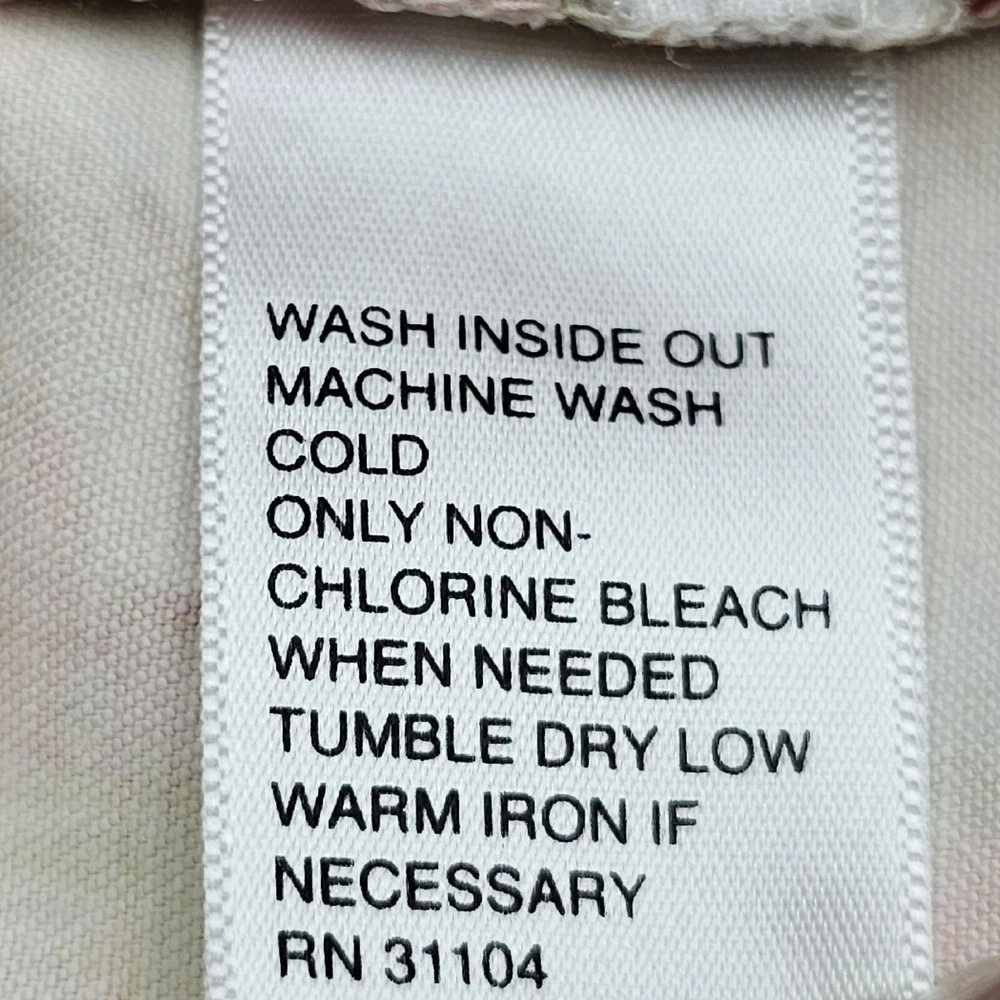 WASH INSIDE OUT
MACHINE WASH
COLD
ONLY NON-
CHLORINE BLEACH
WHEN NEEDED
TUMBLE DRY LOW
WARM IRON IF
NECESSARY
RN 31104